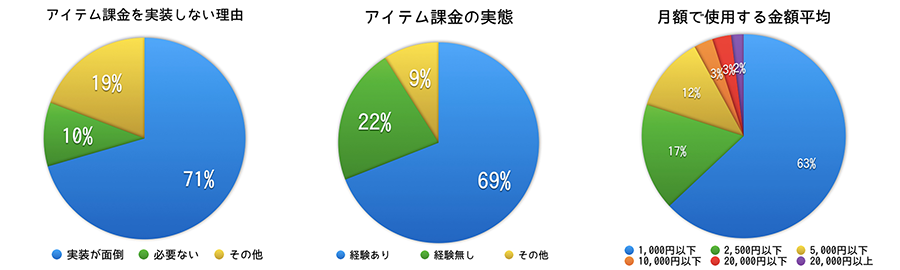 アイテム課金を実装しない理由
19%
10%
71%
実装が面倒 必要ない その他
アイテム課金の実態
9%
22%
69%
経験あり 経験無し その他
月額で使用する金額平均
3% 3% 2%
12%
17%
63%
1,000円以下 2,500円以下 5,000円以下
10,000円以下 20,000円以下 20,000円以上